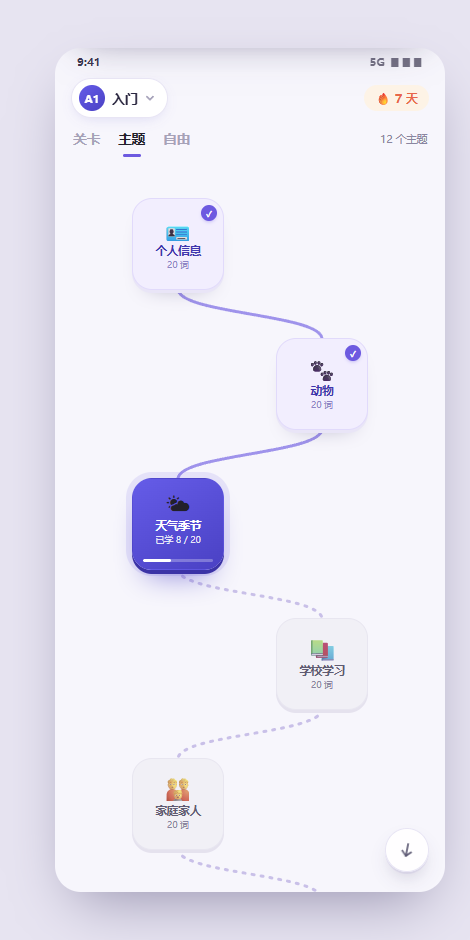 9:41
5G
A1 入门
7 天
关卡 主题 自由
12 个主题
个人信息
20 词
动物
20 词
天气季节
已学 8 / 20
学校学习
20 词
家庭家人
20 词